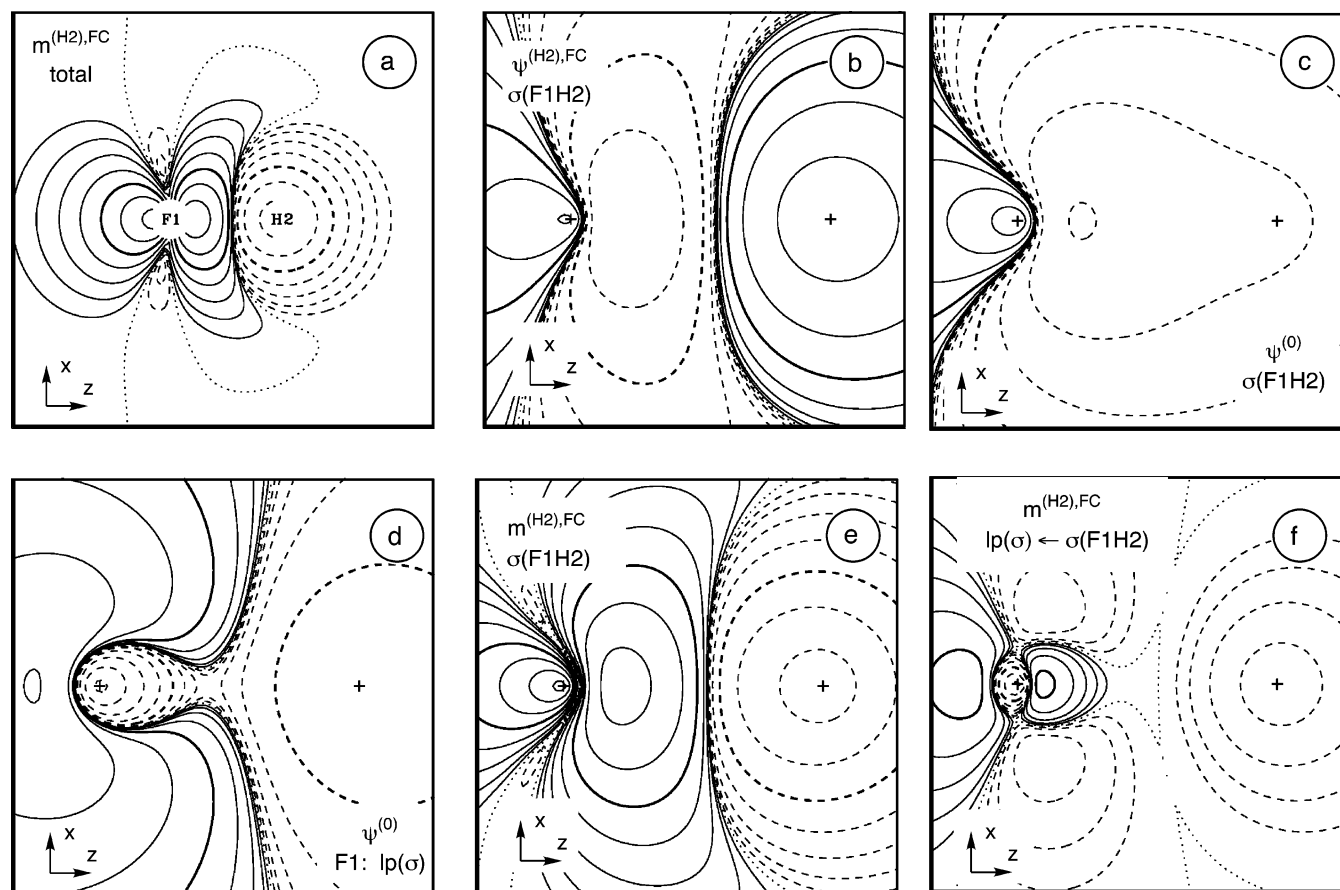 m(H2),FC
total
a
F1
H2
x
z
ψ(H2),FC
σ(F1H2)
b
x
z
c
ψ(0)
σ(F1H2)
x
z
d
x
z
ψ(0)
F1: lp(σ)
m(H2),FC
σ(F1H2)
e
x
z
m(H2),FC
lp(σ) ← σ(F1H2)
f
x
z